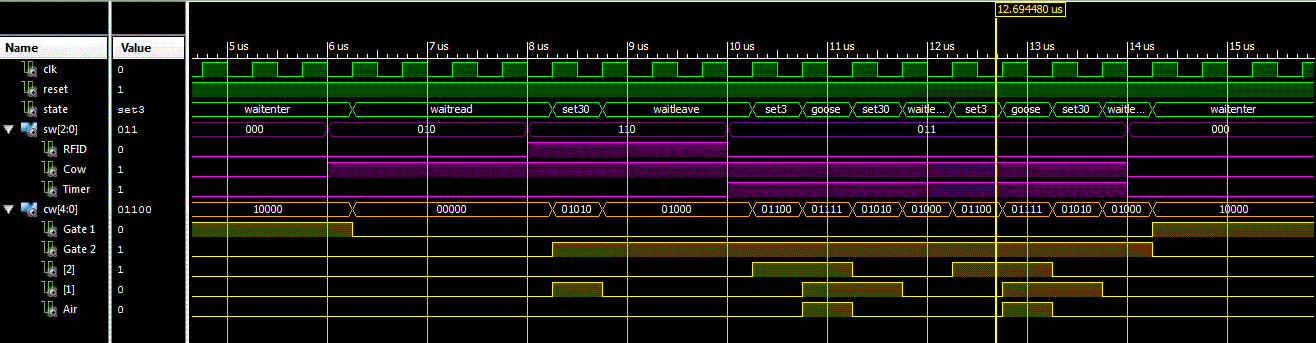 12.694480 us
Name Value 5 us 6 us 7 us 8 us 9 us 10 us 11 us 12 us 13 us 14 us 15 us
clk 0
reset 1
state set3 waitenter waitread set30 waitleave set3 goose set30 waitle... set3 goose set30 waitle... waitenter
sw[2:0] 011 000 010 110 011 000
RFID 0
Cow 1
Timer 1
cw[4:0] 01100 10000 00000 01010 01000 01100 01111 01010 01000 01100 01111 01010 01000 10000
Gate 1 0
Gate 2 1
[2] 1
[1] 0
Air 0